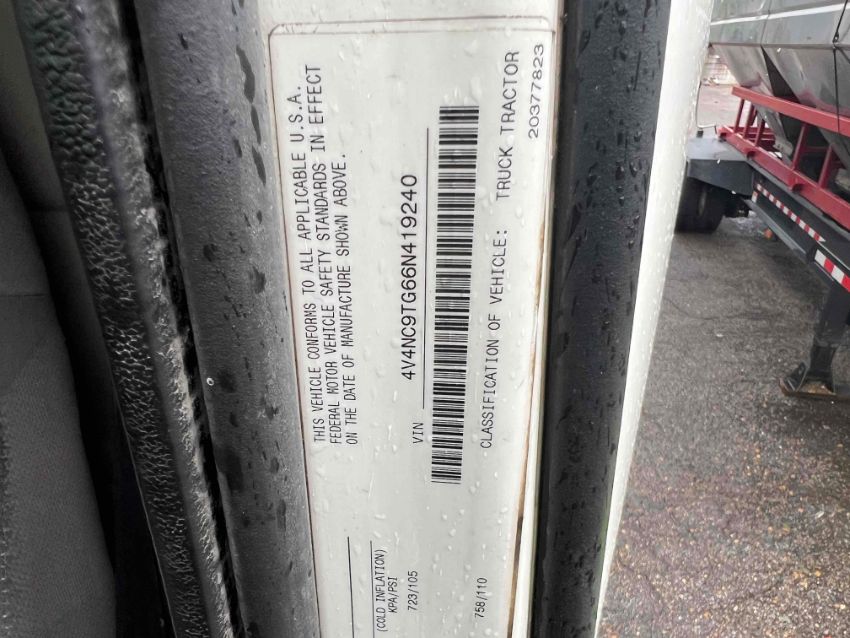 THIS VEHICLE CONFORMS TO ALL APPLICABLE U.S.A.
FEDERAL MOTOR VEHICLE SAFETY STANDARDS IN EFFECT
ON THE DATE OF MANUFACTURE SHOWN ABOVE.
VIN 4V4NC9TG66N419240
CLASSIFICATION OF VEHICLE: TRUCK TRACTOR
20377823
(COLD INFLATION)
KPA/PSI
723/105
758/110